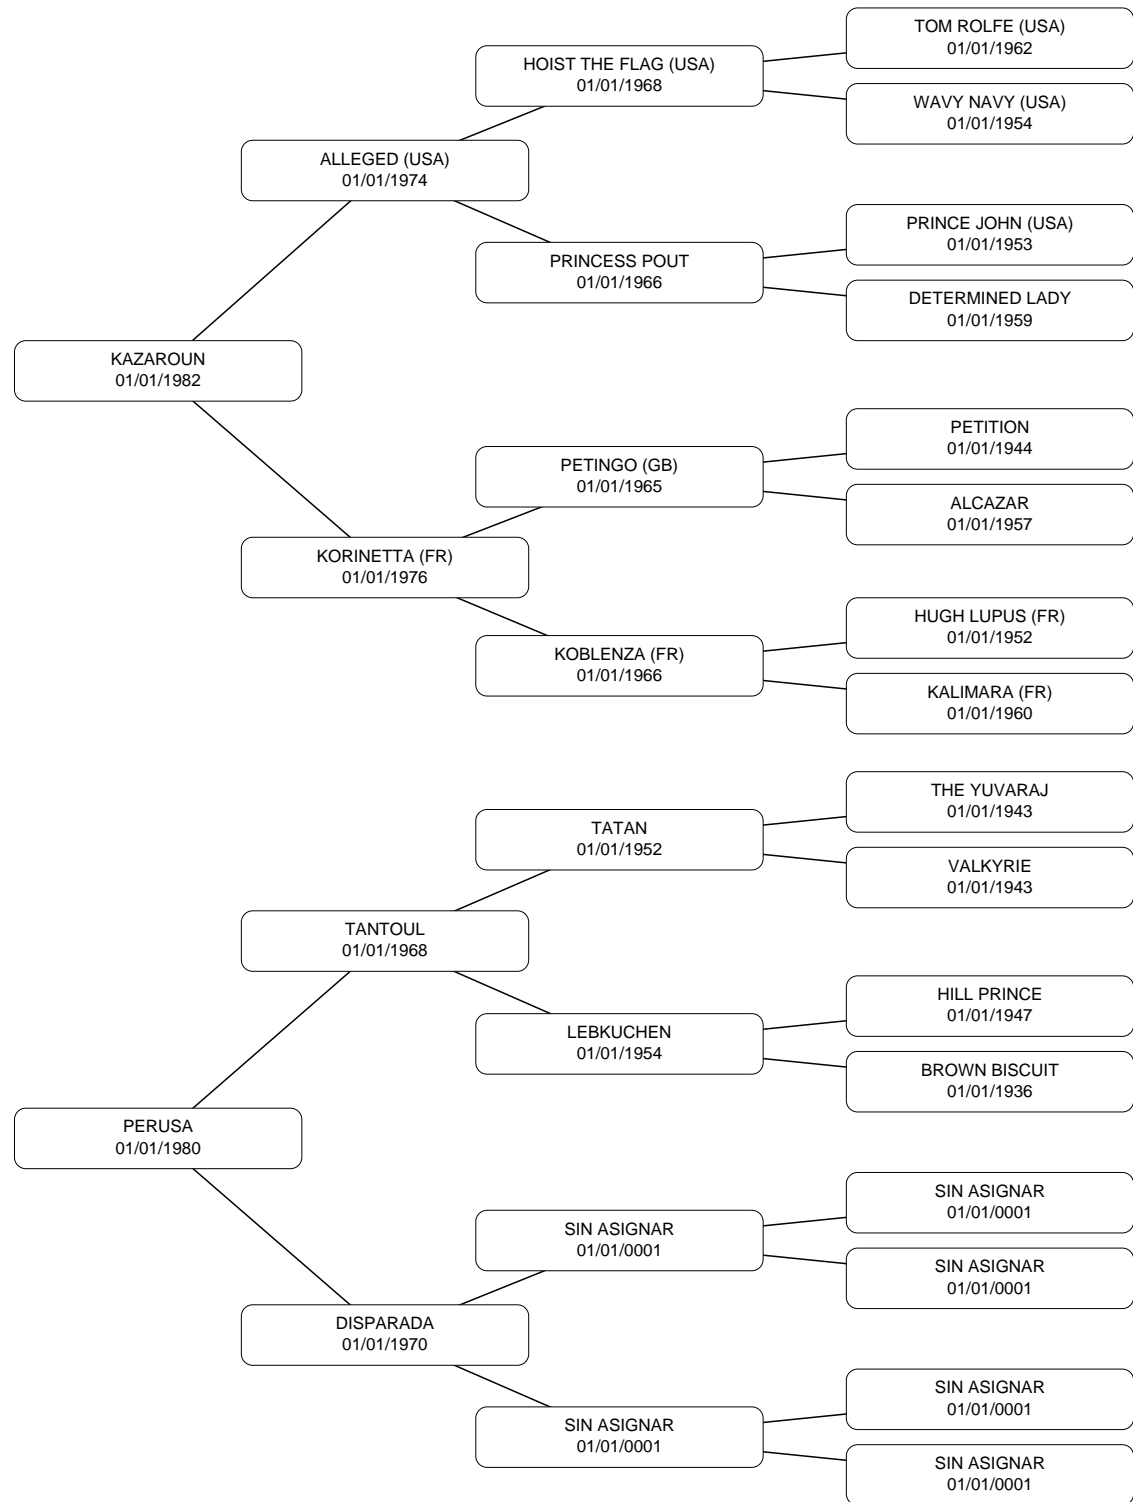 TOM ROLFE (USA)
01/01/1962
HOIST THE FLAG (USA)
01/01/1968
WAVY NAVY (USA)
01/01/1954
ALLEGED (USA)
01/01/1974
PRINCE JOHN (USA)
01/01/1953
PRINCESS POUT
01/01/1966
DETERMINED LADY
01/01/1959
KAZAROUN
01/01/1982
PETITION
01/01/1944
PETINGO (GB)
01/01/1965
ALCAZAR
01/01/1957
KORINETTA (FR)
01/01/1976
HUGH LUPUS (FR)
01/01/1952
KOBLENZA (FR)
01/01/1966
KALIMARA (FR)
01/01/1960
THE YUVARAJ
01/01/1943
TATAN
01/01/1952
VALKYRIE
01/01/1943
TANTOUL
01/01/1968
HILL PRINCE
01/01/1947
LEBKUCHEN
01/01/1954
BROWN BISCUIT
01/01/1936
PERUSA
01/01/1980
SIN ASIGNAR
01/01/0001
SIN ASIGNAR
01/01/0001
SIN ASIGNAR
01/01/0001
DISPARADA
01/01/1970
SIN ASIGNAR
01/01/0001
SIN ASIGNAR
01/01/0001
SIN ASIGNAR
01/01/0001